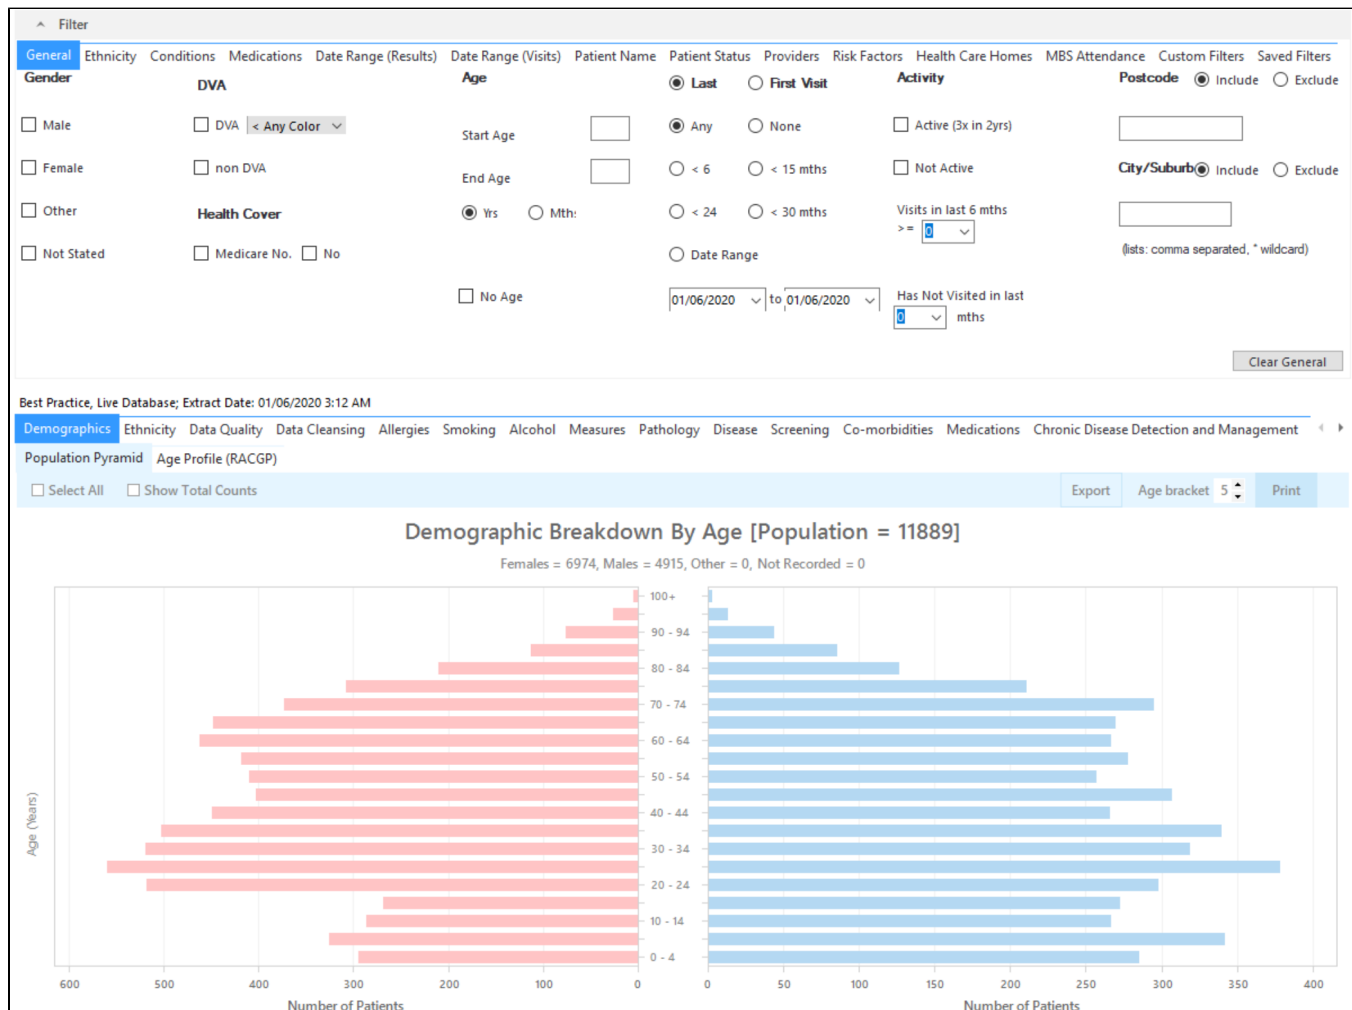 Filter
General Ethnicity Conditions Medications Date Range (Results) Date Range (Visits) Patient Name Patient Status Providers Risk Factors Health Care Homes MBS Attendance Custom Filters Saved Filters
Gender DVA Age Last First Visit Activity Postcode Include Exclude
Male DVA < Any Color Start Age Any None Active (3x in 2yrs)
Female non DVA End Age < 6 < 15 mths Not Active City/Suburb Include Exclude
Other Health Cover Yrs Mth < 24 < 30 mths Visits in last 6 mths
>= 0
Not Stated Medicare No. No Date Range (lists: comma separated, * wildcard)
No Age 01/06/2020 to 01/06/2020 Has Not Visited in last
0 mths
Clear General
Best Practice, Live Database; Extract Date: 01/06/2020 3:12 AM
Demographics Ethnicity Data Quality Data Cleansing Allergies Smoking Alcohol Measures Pathology Disease Screening Co-morbidities Medications Chronic Disease Detection and Management
Population Pyramid Age Profile (RACGP)
Select All Show Total Counts Export Age bracket 5 Print
Demographic Breakdown By Age [Population = 11889]
Females = 6974, Males = 4915, Other = 0, Not Recorded = 0
100+
90 - 94
80 - 84
70 - 74
60 - 64
50 - 54
40 - 44
30 - 34
20 - 24
10 - 14
0 - 4
Age (Years)
600 500 400 300 200 100 0 0 50 100 150 200 250 300 350 400
Number of Patients Number of Patients